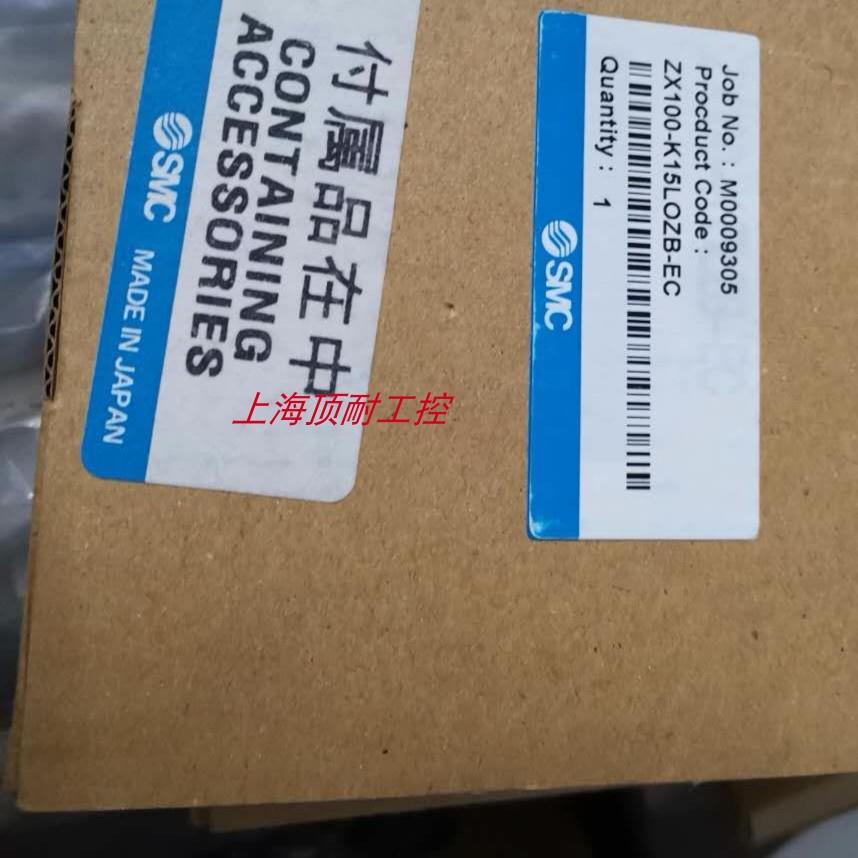 付属品在中
CONTAINING
ACCESSORIES
SMC MADE IN JAPAN
Job No. : M0009305
Procduct Code :
ZX100-K15LOZB-EC
Quantity : 1
SMC
上海顶耐工控